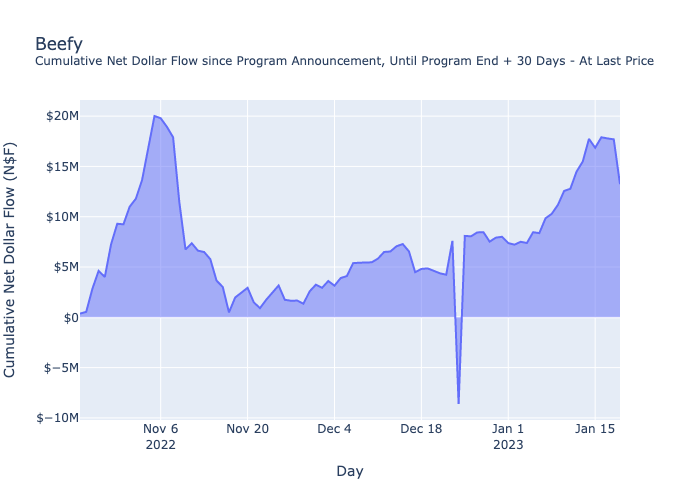 Beefy
Cumulative Net Dollar Flow since Program Announcement, Until Program End + 30 Days - At Last Price
Cumulative Net Dollar Flow (N$F)
$20M
$15M
$10M
$5M
$0
$−5M
$−10M
Nov 6
2022
Nov 20
Dec 4
Dec 18
Jan 1
2023
Jan 15
Day